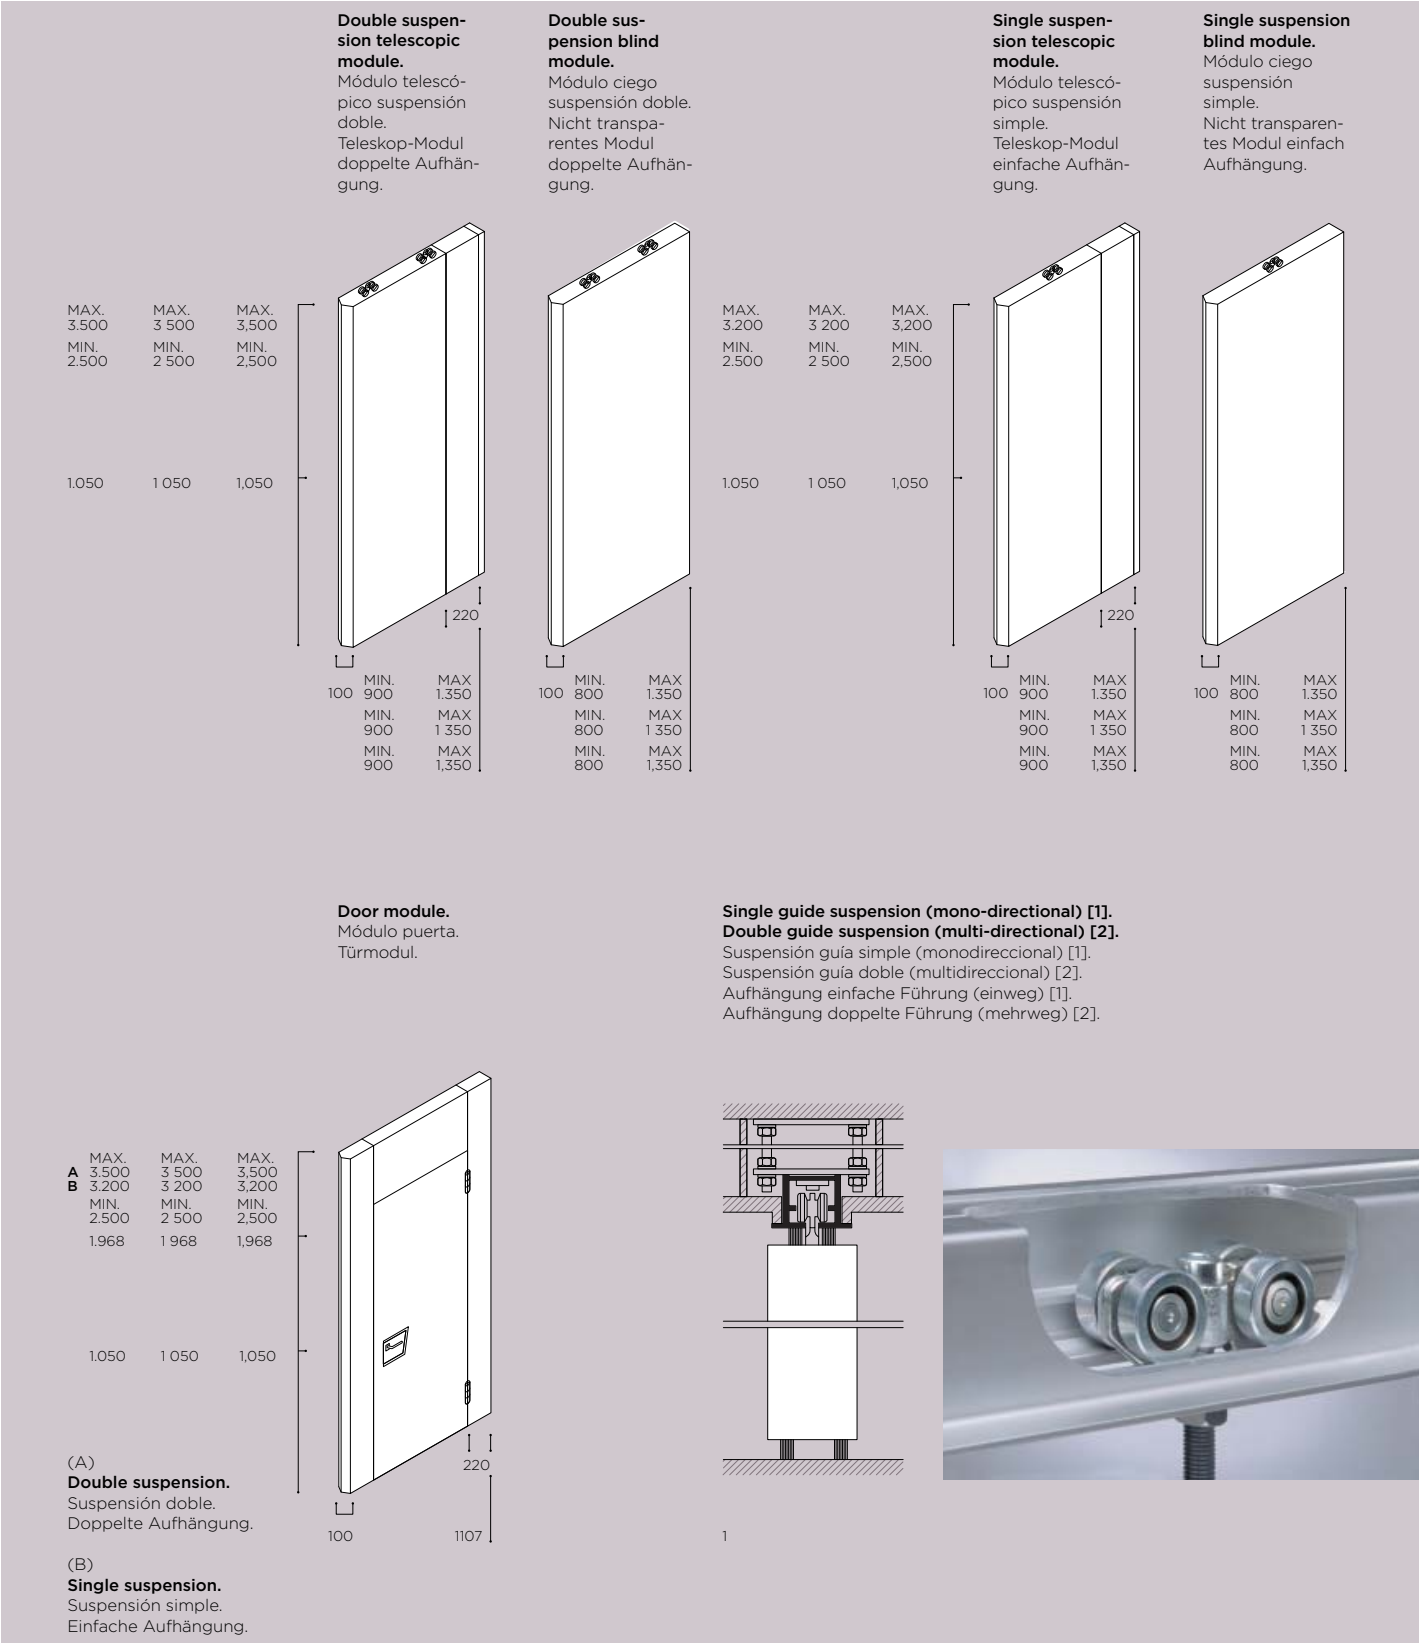 Double suspen-
sion telescopic
module.
Módulo telescó-
pico suspensión
doble.
Teleskop-Modul
doppelte Aufhän-
gung.
Double sus-
pension blind
module.
Módulo ciego
suspensión doble.
Nicht transpa-
rentes Modul
doppelte Aufhän-
gung.
Single suspen-
sion telescopic
module.
Módulo telescó-
pico suspensión
simple.
Teleskop-Modul
einfache Aufhän-
gung.
Single suspension
blind module.
Módulo ciego
suspensión
simple.
Nicht transparen-
tes Modul einfach
Aufhängung.
MAX. MAX. MAX.
3.500 3 500 3,500
MIN. MIN. MIN.
2.500 2 500 2,500
1.050 1 050 1,050
220
100
MIN. MAX
900 1.350
MIN. MAX
900 1 350
MIN. MAX
900 1,350
100
MIN. MAX
800 1.350
MIN. MAX
800 1 350
MIN. MAX
800 1,350
MAX. MAX. MAX.
3.200 3 200 3,200
MIN. MIN. MIN.
2.500 2 500 2,500
1.050 1 050 1,050
220
100
MIN. MAX
900 1.350
MIN. MAX
900 1 350
MIN. MAX
900 1,350
100
MIN. MAX
800 1.350
MIN. MAX
800 1 350
MIN. MAX
800 1,350
Door module.
Módulo puerta.
Türmodul.
MAX. MAX. MAX.
A 3.500 3 500 3,500
B 3.200 3 200 3,200
MIN. MIN. MIN.
2.500 2 500 2,500
1.968 1 968 1,968
1.050 1 050 1,050
220
100 1107
(A)
Double suspension.
Suspensión doble.
Doppelte Aufhängung.
(B)
Single suspension.
Suspensión simple.
Einfache Aufhängung.
Single guide suspension (mono-directional) [1].
Double guide suspension (multi-directional) [2].
Suspensión guía simple (monodireccional) [1].
Suspensión guía doble (multidireccional) [2].
Aufhängung einfache Führung (einweg) [1].
Aufhängung doppelte Führung (mehrweg) [2].
1